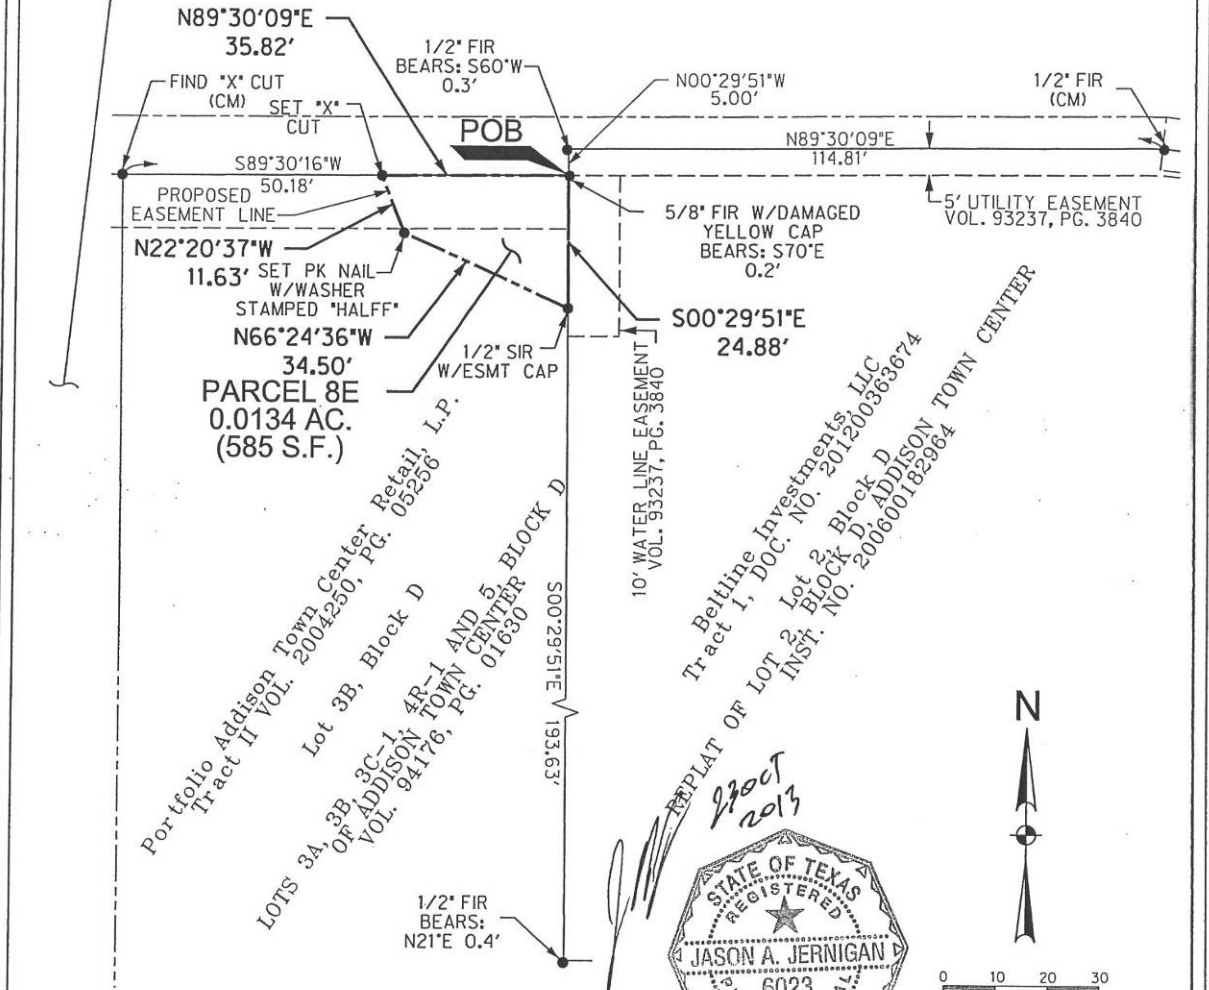 N89°30'09"E
35.82'
1/2" FIR
BEARS: S60°W
0.3'
N00°29'51"W
5.00'
1/2" FIR
(CM)
FIND "X" CUT
(CM)
SET "X"
CUT
POB
N89°30'09"E
114.81'
S89°30'16"W
50.18'
PROPOSED
EASEMENT LINE
5' UTILITY EASEMENT
VOL. 93237, PG. 3840
5/8" FIR W/DAMAGED
YELLOW CAP
BEARS: S70°E
0.2'
N22°20'37"W
11.63'
SET PK NAIL
W/WASHER
STAMPED "HALFF"
N66°24'36"W
34.50'
S00°29'51"E
24.88'
1/2" SIR
W/ESMT CAP
PARCEL 8E
0.0134 AC.
(585 S.F.)
10' WATER LINE EASEMENT
VOL. 93237, PG. 3840
Portfolio Addison Town Center Retail, L.P.
Tract II VOL. 2004250, PG. 05256
Lot 3B, Block D
LOTS 3A, 3B, 3C-1, 4R-1 AND 5, BLOCK D
OF ADDISON TOWN CENTER
VOL. 94176, PG. 01630
S00°29'51"E 193.63'
Beltline Investments, LLC
Tract 1, DOC. NO. 201200363674
Lot 2, Block D
REPLAT OF LOT 2, BLOCK D, ADDISON TOWN CENTER
INST. NO. 200600182964
23 OCT
2013
N
1/2" FIR
BEARS:
N21°E 0.4'
STATE OF TEXAS
REGISTERED
JASON A. JERNIGAN
6023
0 10 20 30